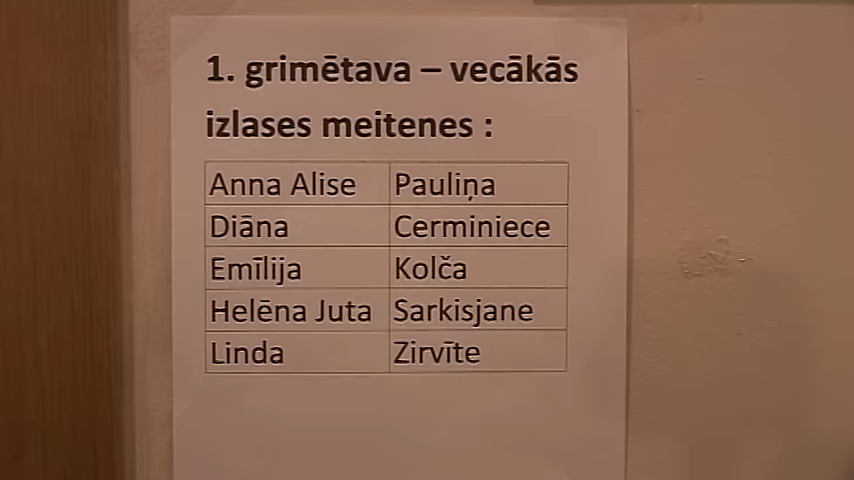 1. grimētava – vecākās
izlases meitenes :
Anna Alise Pauliņa
Diāna Cerminiece
Emīlija Kolča
Helēna Juta Sarkisjane
Linda Zirvīte